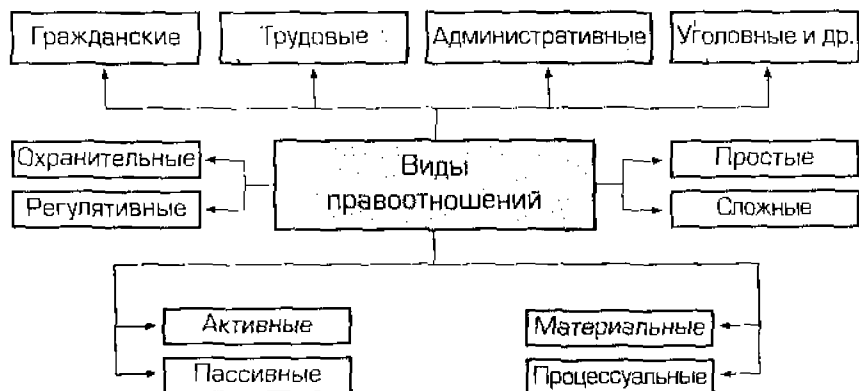 Гражданские
Трудовые
Административные
Уголовные и др.
Охранительные
Регулятивные
Виды
правоотношений
Простые
Сложные
Активные
Пассивные
Материальные
Процессуальные